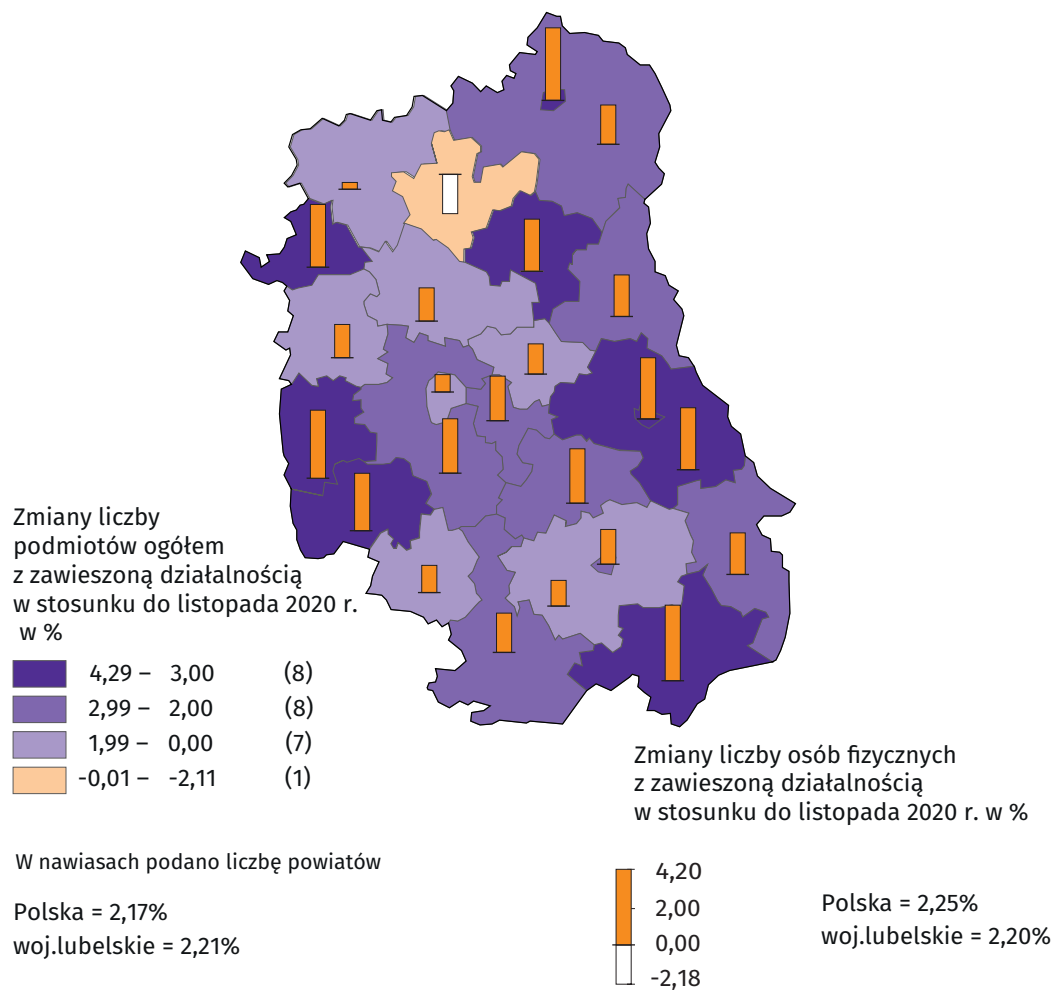 Zmiany liczby
podmiotów ogółem
z zawieszoną działalnością
w stosunku do listopada 2020 r.
w %
4,29 – 3,00 (8)
2,99 – 2,00 (8)
1,99 – 0,00 (7)
-0,01 – -2,11 (1)
W nawiasach podano liczbę powiatów
Polska = 2,17%
woj.lubelskie = 2,21%
Zmiany liczby osób fizycznych
z zawieszoną działalnością
w stosunku do listopada 2020 r. w %
4,20
2,00
0,00
-2,18
Polska = 2,25%
woj.lubelskie = 2,20%